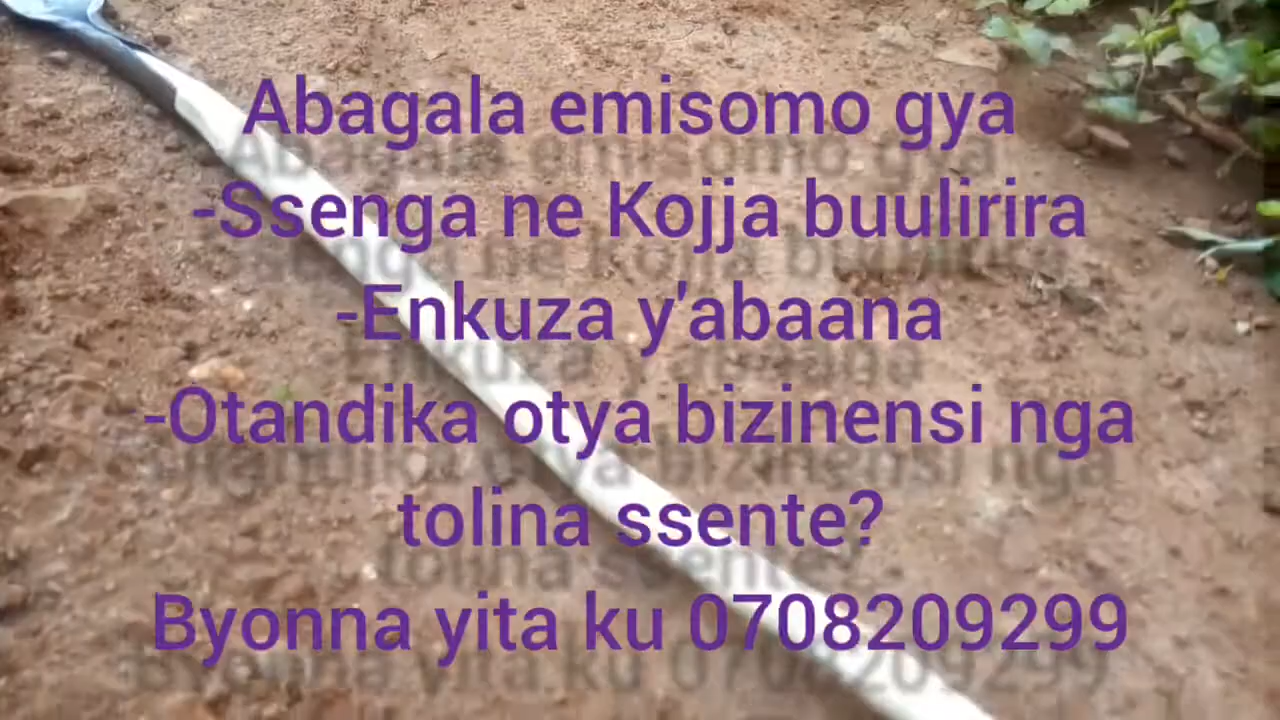 Abagala emisomo gya
-Ssenga ne Kojja buulirira
-Enkuza y'abaana
-Otandika otya bizinensi nga
tolina ssente?
Byonna yita ku 0708209299